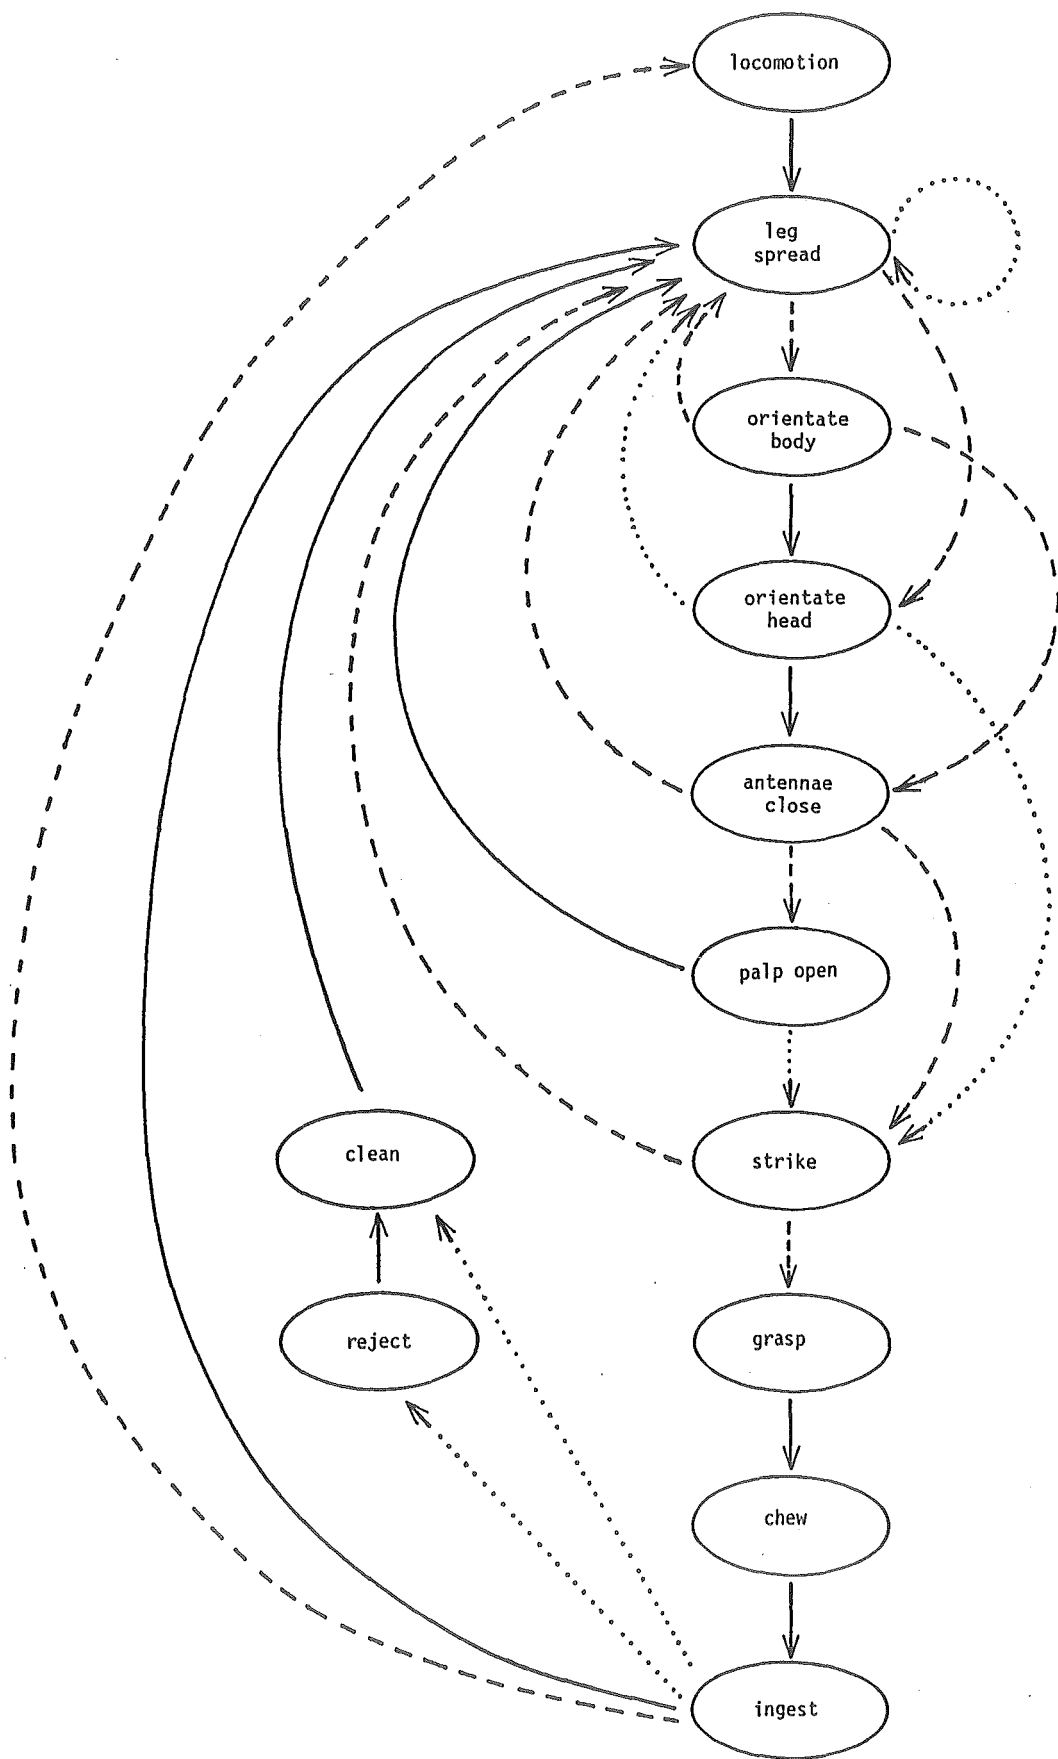 locomotion
leg
spread
orientate
body
orientate
head
antennae
close
palp open
clean
strike
reject
grasp
chew
ingest